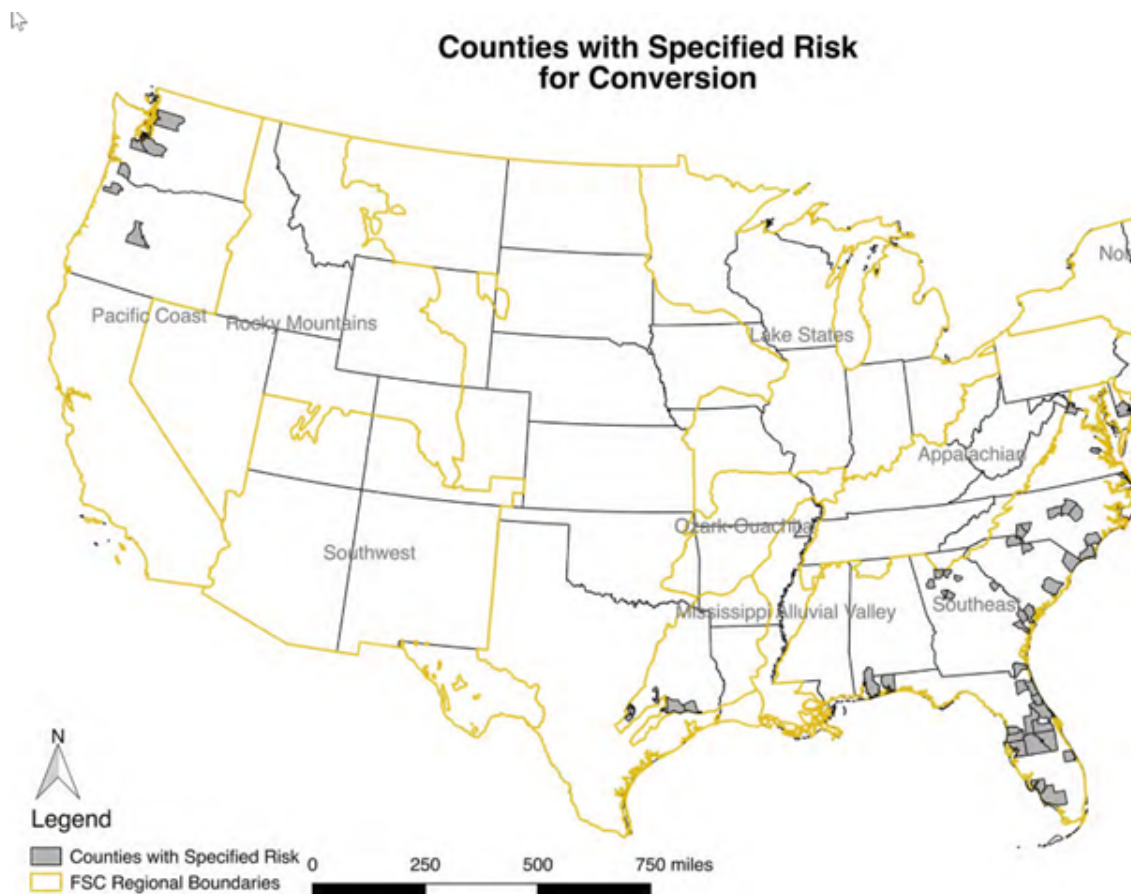 Counties with Specified Risk
for Conversion
Pacific Coast
Rocky Mountains
Lake States
Appalachian
Ozark-Ouachita
Southwest
Mississippi Alluvial Valley
Southeast
N
Legend
Counties with Specified Risk
FSC Regional Boundaries
0 250 500 750 miles